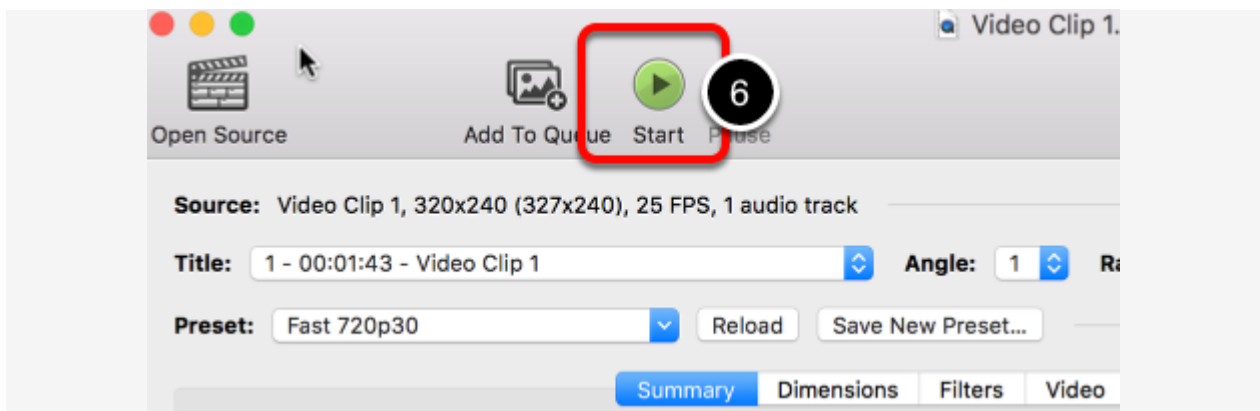 Video Clip 1.
Open Source Add To Queue Start Pause 6
Source: Video Clip 1, 320x240 (327x240), 25 FPS, 1 audio track
Title: 1 - 00:01:43 - Video Clip 1 Angle: 1 Ra
Preset: Fast 720p30 Reload Save New Preset...
Summary Dimensions Filters Video